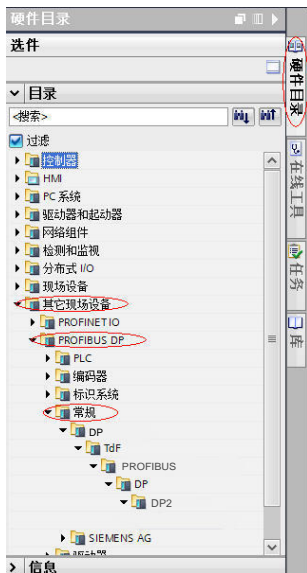 硬件目录
选件
目录
<搜索>
过滤
控制器
HMI
PC 系统
驱动器和起动器
网络组件
检测和监视
分布式 I/O
现场设备
其它现场设备
PROFINET IO
PROFIBUS DP
PLC
编码器
标识系统
常规
DP
TdF
PROFIBUS
DP
DP2
SIEMENS AG
信息
硬件目录
在线工具
任务
库